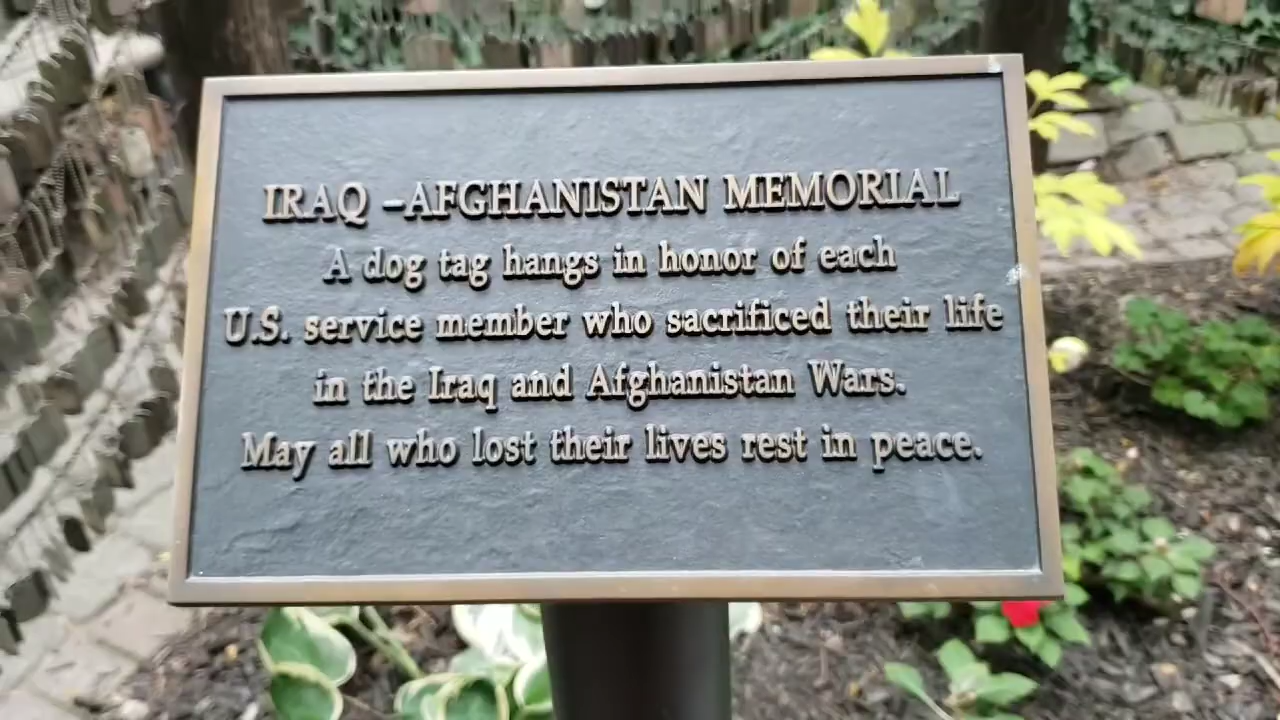 IRAQ –AFGHANISTAN MEMORIAL
A dog tag hangs in honor of each
U.S. service member who sacrificed their life
in the Iraq and Afghanistan Wars.
May all who lost their lives rest in peace.